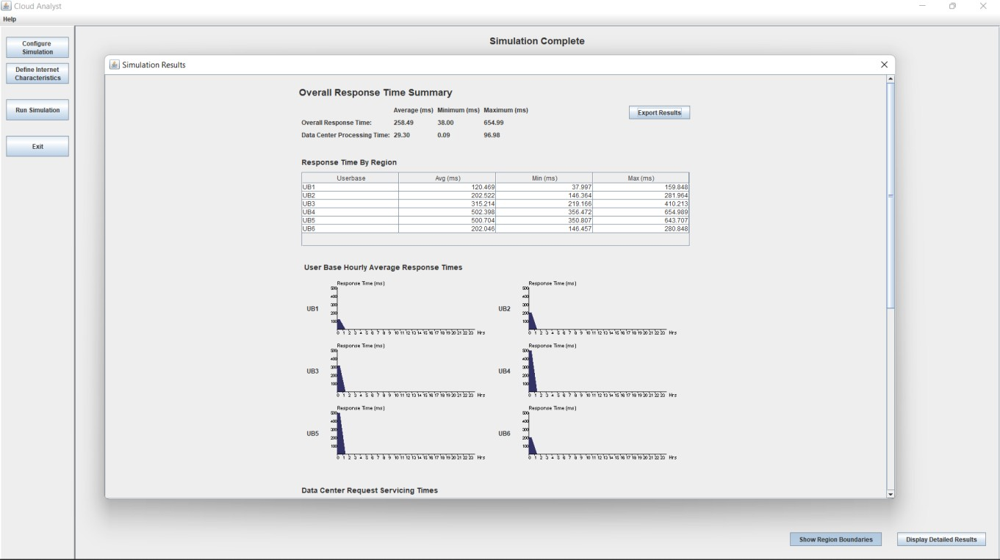 Cloud Analyst
Help
Configure
Simulation
Define Internet
Characteristics
Run Simulation
Exit
Simulation Complete
Simulation Results
Overall Response Time Summary
Average (ms) Minimum (ms) Maximum (ms)
Overall Response Time: 258.49 38.00 654.99
Data Center Processing Time: 29.30 0.09 96.98
Export Results
Response Time By Region
Userbase Avg (ms) Min (ms) Max (ms)
UB1 120.469 37.997 159.848
UB2 202.522 146.364 281.964
UB3 315.214 219.166 410.213
UB4 502.398 356.472 654.989
UB5 500.704 350.807 643.707
UB6 202.046 146.457 280.848
User Base Hourly Average Response Times
UB1
Response Time (ms)
500
400
300
200
100
0 1 2 3 4 5 6 7 8 9 10 11 12 13 14 15 16 17 18 19 20 21 22 23 Hrs
UB2
Response Time (ms)
500
400
300
200
100
0 1 2 3 4 5 6 7 8 9 10 11 12 13 14 15 16 17 18 19 20 21 22 23 Hrs
UB3
Response Time (ms)
500
400
300
200
100
0 1 2 3 4 5 6 7 8 9 10 11 12 13 14 15 16 17 18 19 20 21 22 23 Hrs
UB4
Response Time (ms)
500
400
300
200
100
0 1 2 3 4 5 6 7 8 9 10 11 12 13 14 15 16 17 18 19 20 21 22 23 Hrs
UB5
Response Time (ms)
500
400
300
200
100
0 1 2 3 4 5 6 7 8 9 10 11 12 13 14 15 16 17 18 19 20 21 22 23 Hrs
UB6
Response Time (ms)
500
400
300
200
100
0 1 2 3 4 5 6 7 8 9 10 11 12 13 14 15 16 17 18 19 20 21 22 23 Hrs
Data Center Request Servicing Times
Show Region Boundaries
Display Detailed Results